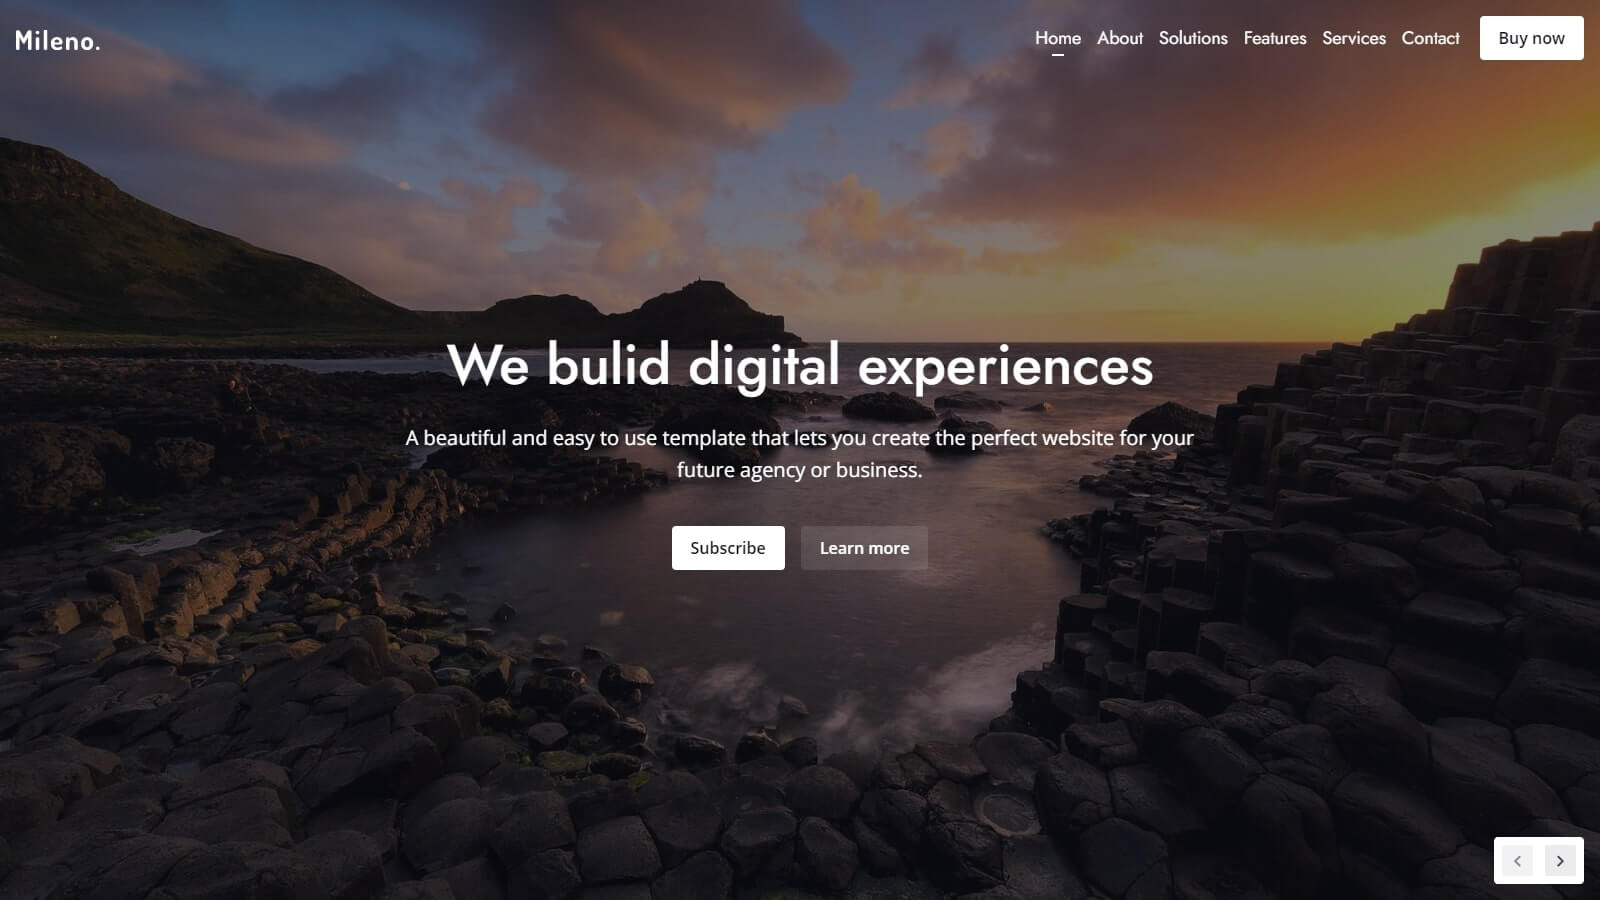 Mileno.
Home About Solutions Features Services Contact Buy now
We bulid digital experiences
A beautiful and easy to use template that lets you create the perfect website for your
future agency or business.
Subscribe Learn more